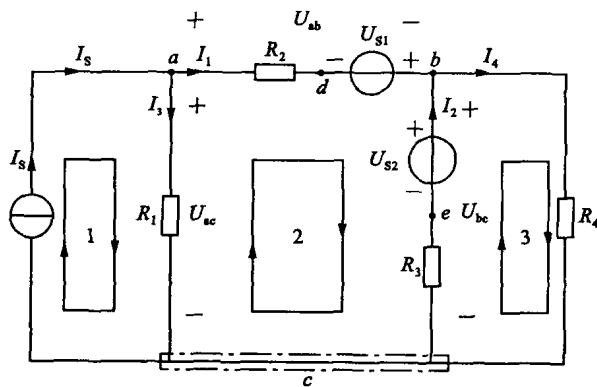 + U_ab −
I_S a I_1 R_2 − U_S1 + b I_4
d
I_3 + I_2 +
I_S + U_S2 −
R_1 U_ac e U_bc R_4
1 2 3
R_3
− −
c